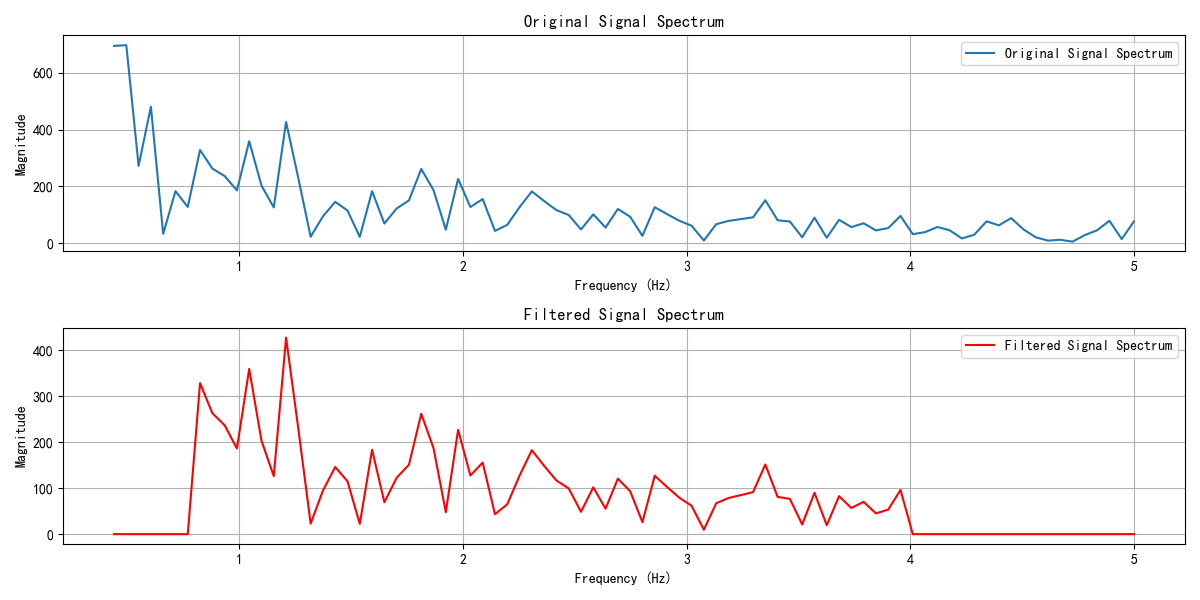 Original Signal Spectrum
Original Signal Spectrum
Magnitude
600
400
200
0
1 2 3 4 5
Frequency (Hz)
Filtered Signal Spectrum
Filtered Signal Spectrum
Magnitude
400
300
200
100
0
1 2 3 4 5
Frequency (Hz)